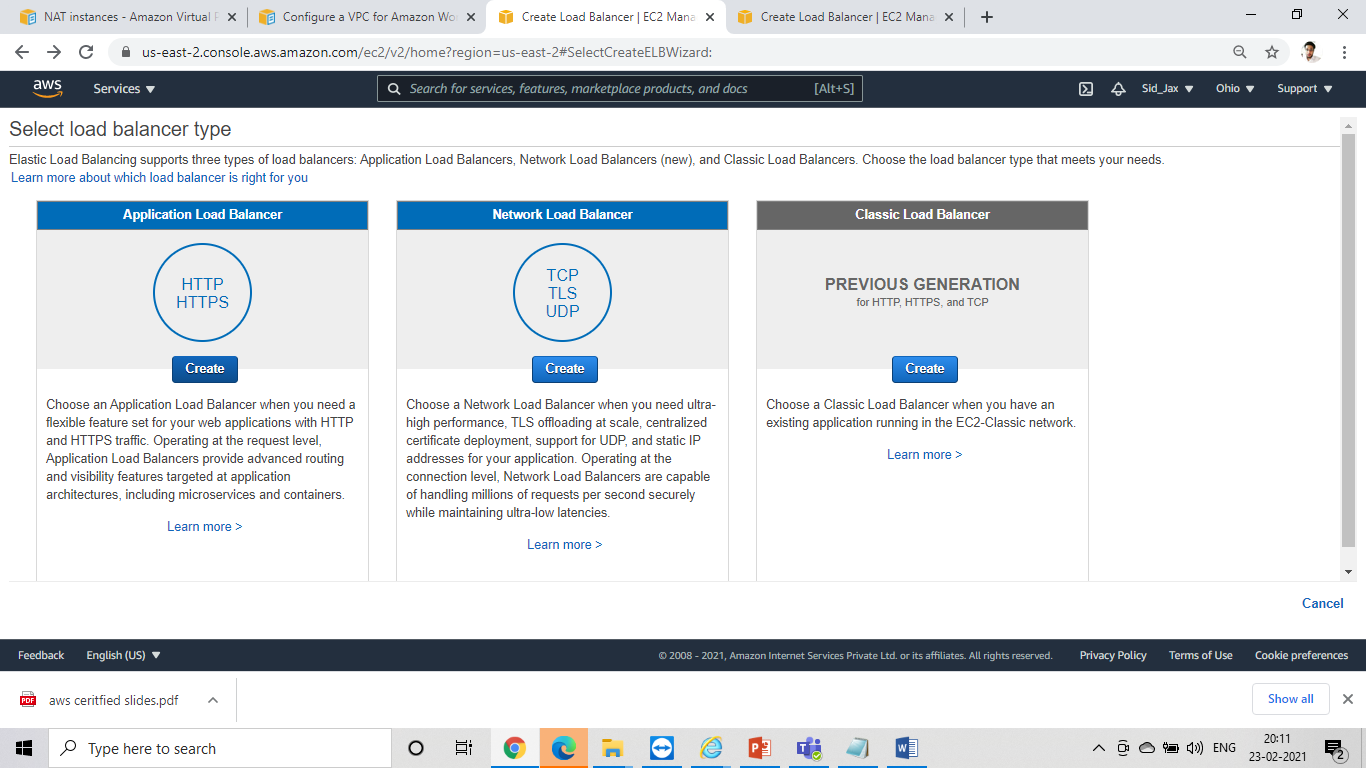 NAT instances - Amazon Virtual P
Configure a VPC for Amazon Wo
Create Load Balancer | EC2 Mana
Create Load Balancer | EC2 Mana
us-east-2.console.aws.amazon.com/ec2/v2/home?region=us-east-2#SelectCreateELBWizard:
aws
Services
Search for services, features, marketplace products, and docs
[Alt+S]
Sid_Jax
Ohio
Support
Select load balancer type
Elastic Load Balancing supports three types of load balancers: Application Load Balancers, Network Load Balancers (new), and Classic Load Balancers. Choose the load balancer type that meets your needs.
Learn more about which load balancer is right for you
Application Load Balancer
HTTP
HTTPS
Create
Choose an Application Load Balancer when you need a
flexible feature set for your web applications with HTTP
and HTTPS traffic. Operating at the request level,
Application Load Balancers provide advanced routing
and visibility features targeted at application
architectures, including microservices and containers.
Learn more >
Network Load Balancer
TCP
TLS
UDP
Create
Choose a Network Load Balancer when you need ultra-
high performance, TLS offloading at scale, centralized
certificate deployment, support for UDP, and static IP
addresses for your application. Operating at the
connection level, Network Load Balancers are capable
of handling millions of requests per second securely
while maintaining ultra-low latencies.
Learn more >
Classic Load Balancer
PREVIOUS GENERATION
for HTTP, HTTPS, and TCP
Create
Choose a Classic Load Balancer when you have an
existing application running in the EC2-Classic network.
Learn more >
Cancel
Feedback
English (US)
© 2008 - 2021, Amazon Internet Services Private Ltd. or its affiliates. All rights reserved.
Privacy Policy
Terms of Use
Cookie preferences
PDF
aws ceritfied slides.pdf
Show all
Type here to search
ENG
20:11
23-02-2021
2